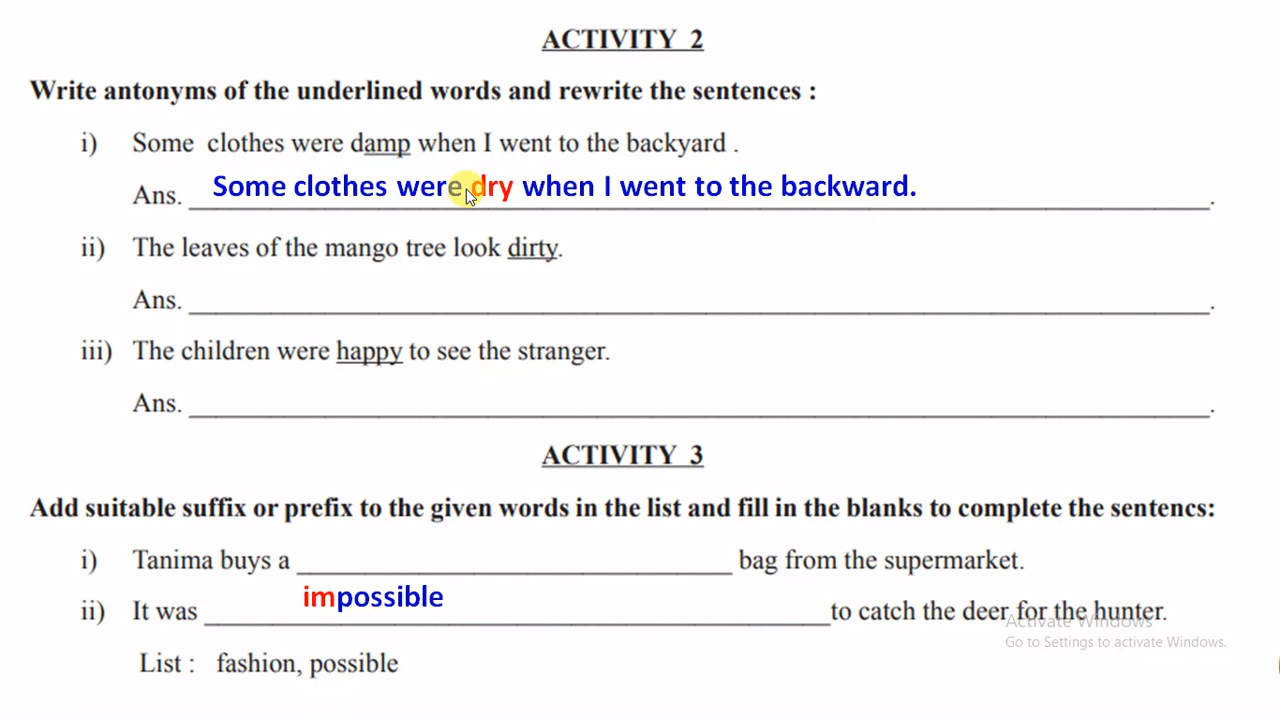 ACTIVITY 2
Write antonyms of the underlined words and rewrite the sentences :
i) Some clothes were damp when I went to the backyard .
Ans. Some clothes were dry when I went to the backward. .
ii) The leaves of the mango tree look dirty.
Ans. ____________________ .
iii) The children were happy to see the stranger.
Ans. ____________________ .
ACTIVITY 3
Add suitable suffix or prefix to the given words in the list and fill in the blanks to complete the sentencs:
i) Tanima buys a ____________________ bag from the supermarket.
ii) It was impossible to catch the deer for the hunter.
Activate Windows
Go to Settings to activate Windows.
List : fashion, possible